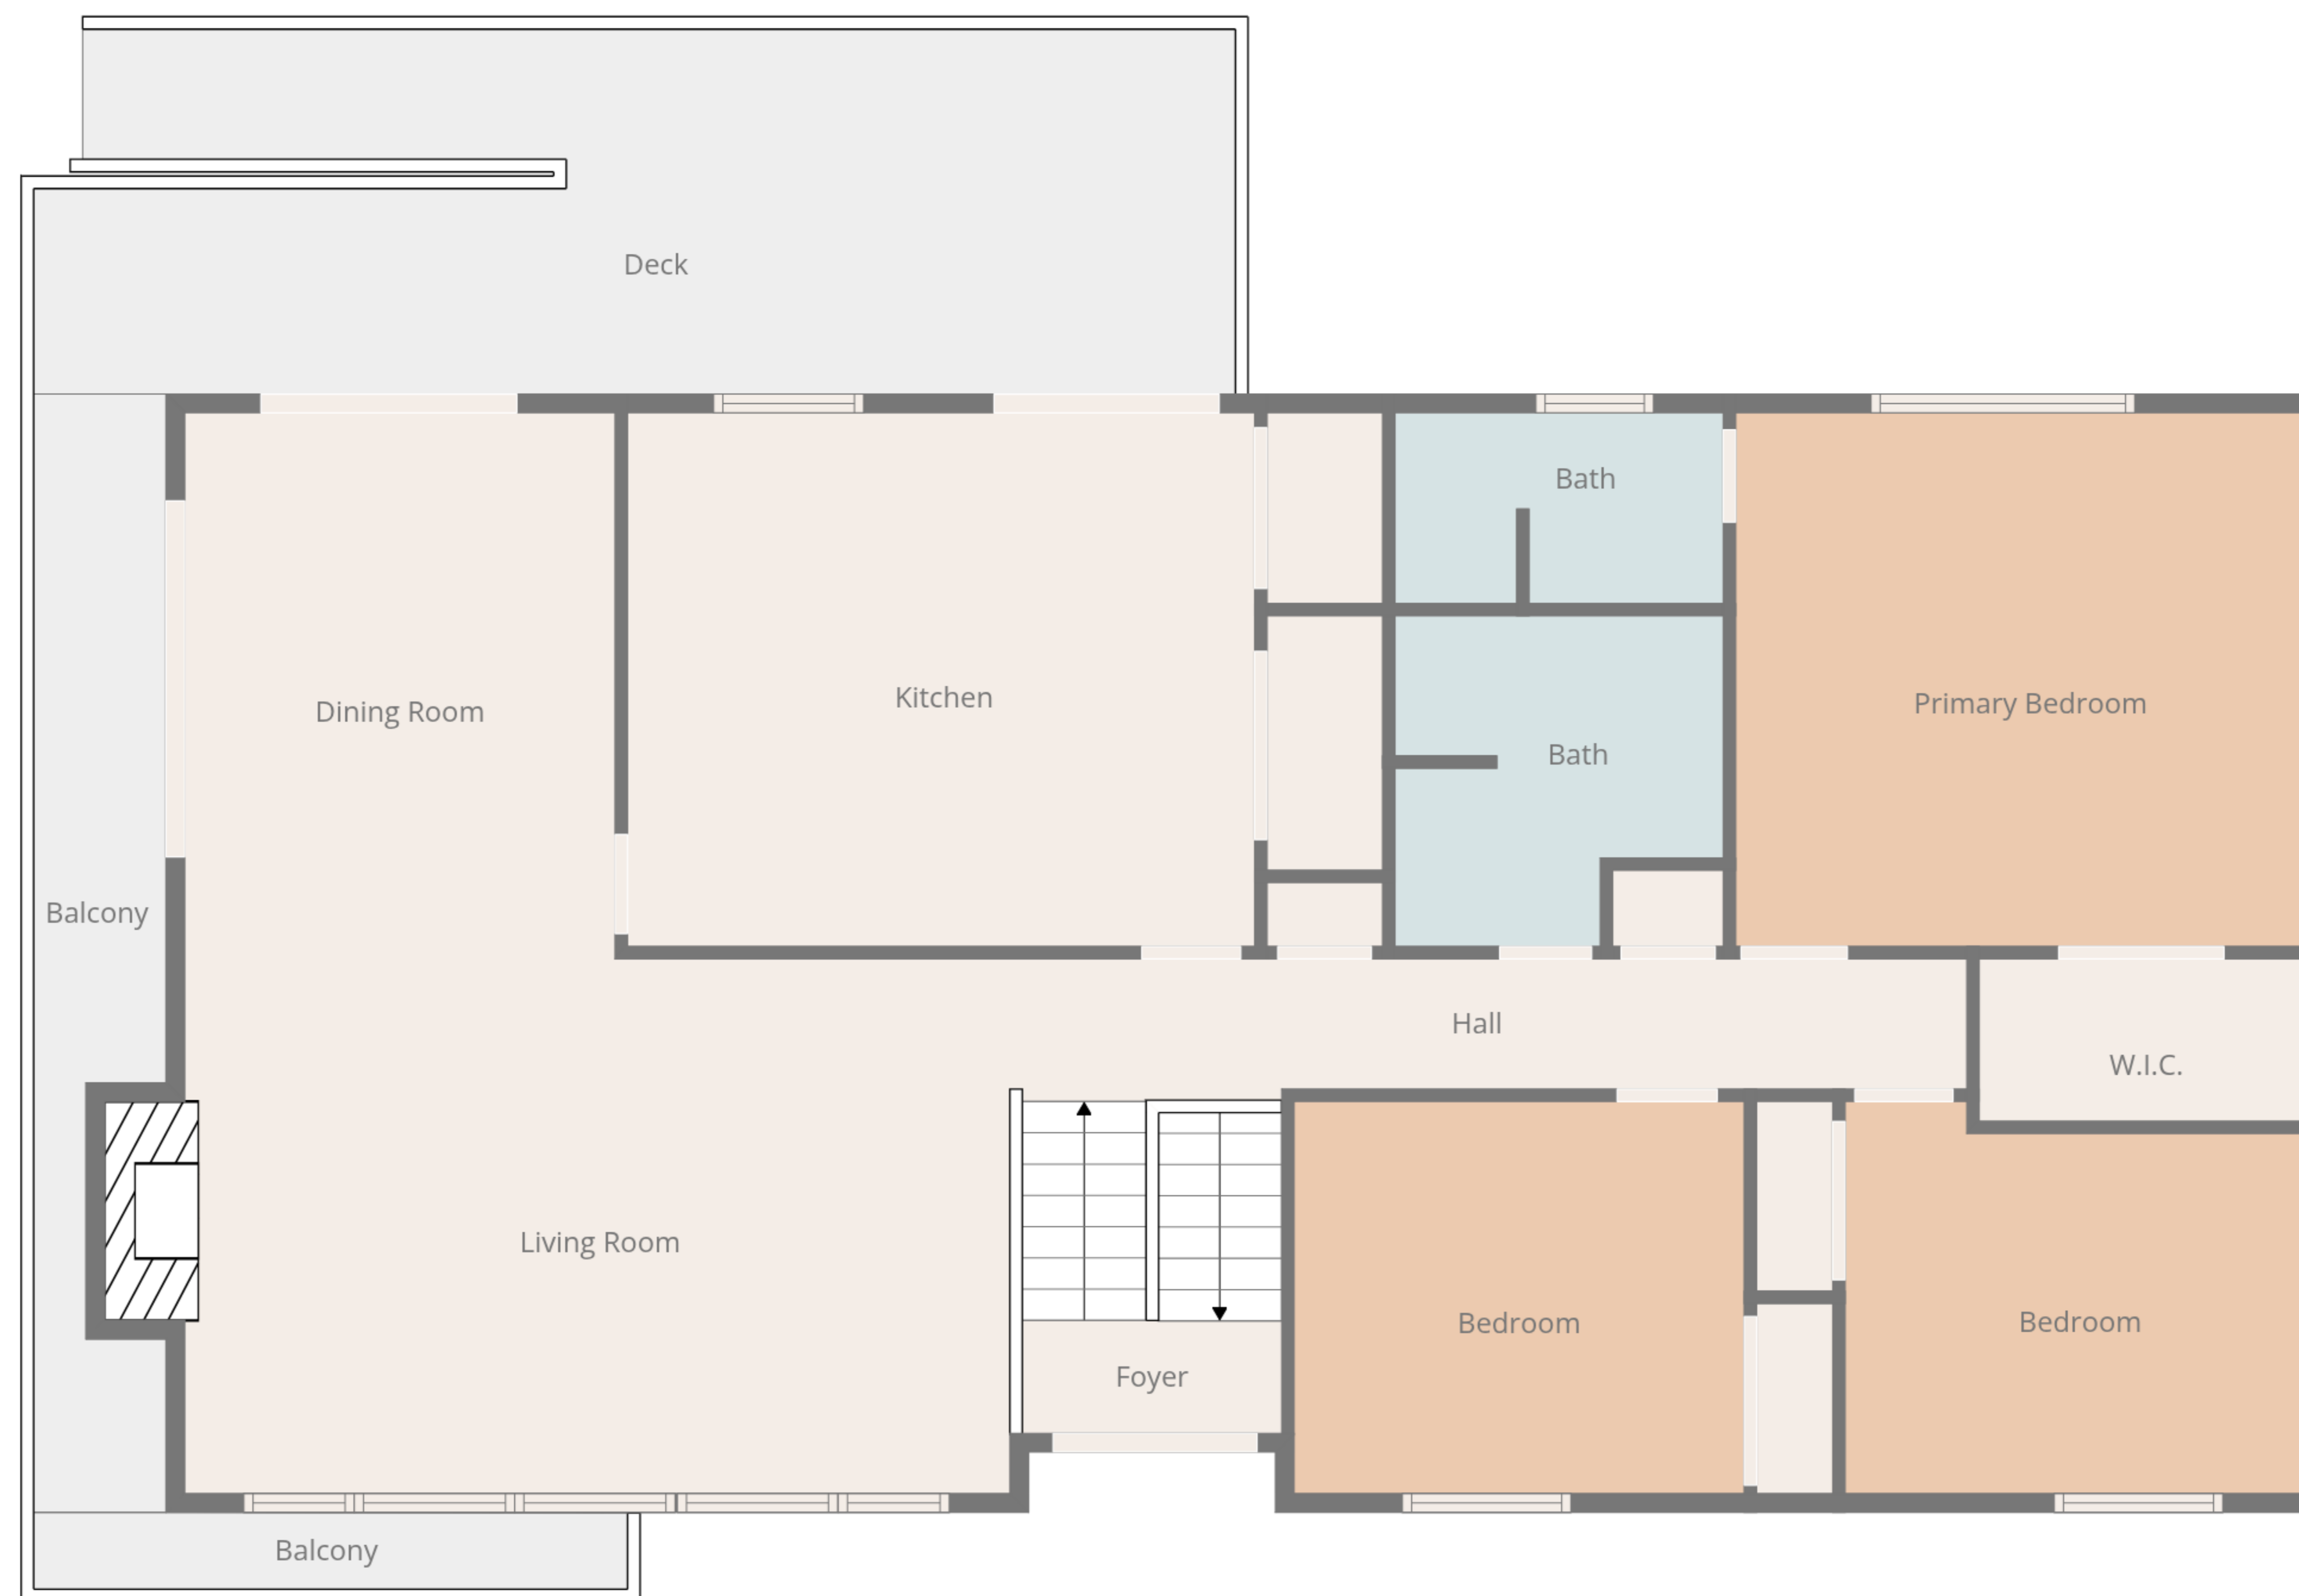 Deck
Bath
Kitchen
Primary Bedroom
Dining Room
Bath
Balcony
Hall
W.I.C.
Living Room
Bedroom
Bedroom
Foyer
Balcony